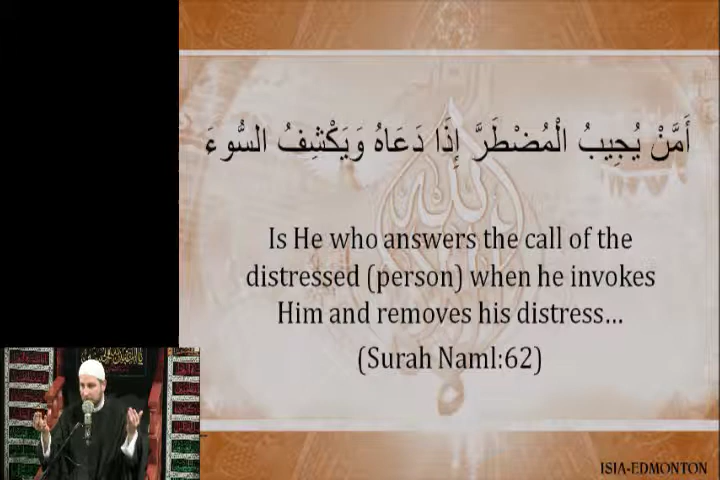 أَمَّنْ يُجِيبُ الْمُضْطَرَّ إِذَا دَعَاهُ وَيَكْشِفُ السُّوءَ
Is He who answers the call of the
distressed (person) when he invokes
Him and removes his distress...
(Surah Naml:62)
ISIA-EDMONTON